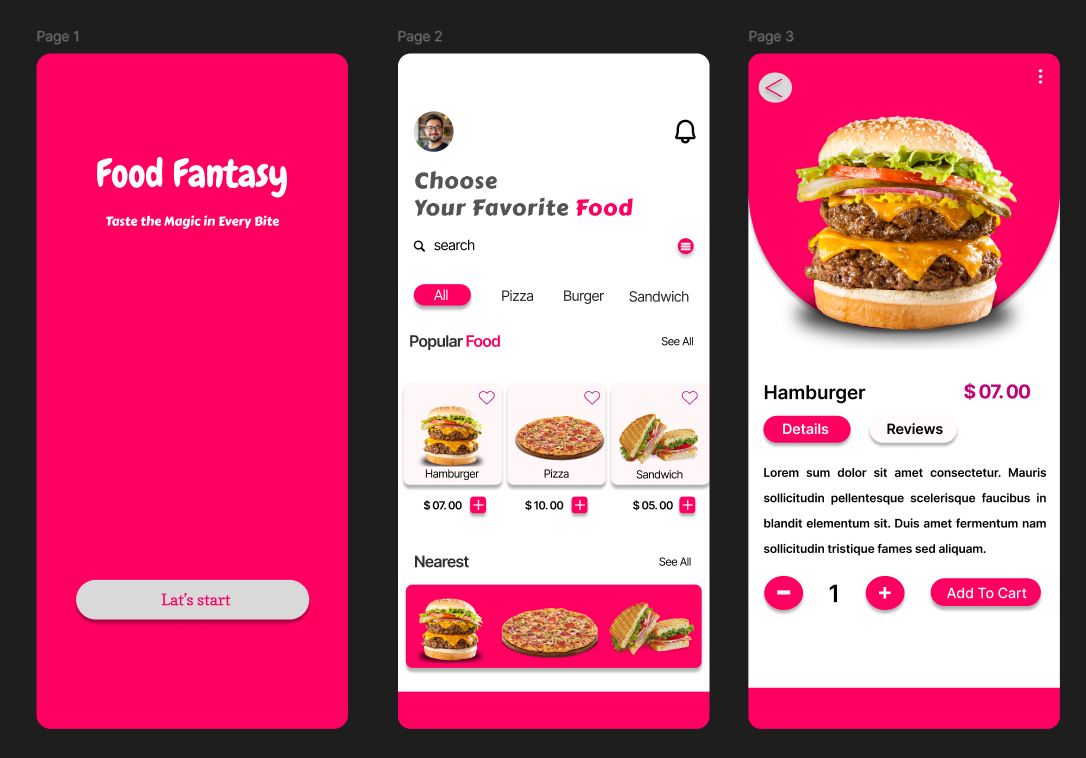 Page 1
Food Fantasy
Taste the Magic in Every Bite
Lat's start
Page 2
Choose
Your Favorite Food
search
All Pizza Burger Sandwich
Popular Food See All
Hamburger Pizza Sandwich
$ 07. 00 + $ 10. 00 + $ 05. 00 +
Nearest See All
Page 3
Hamburger $ 07. 00
Details Reviews
Lorem sum dolor sit amet consectetur. Mauris
sollicitudin pellentesque scelerisque faucibus in
blandit elementum sit. Duis amet fermentum nam
sollicitudin tristique fames sed aliquam.
- 1 + Add To Cart